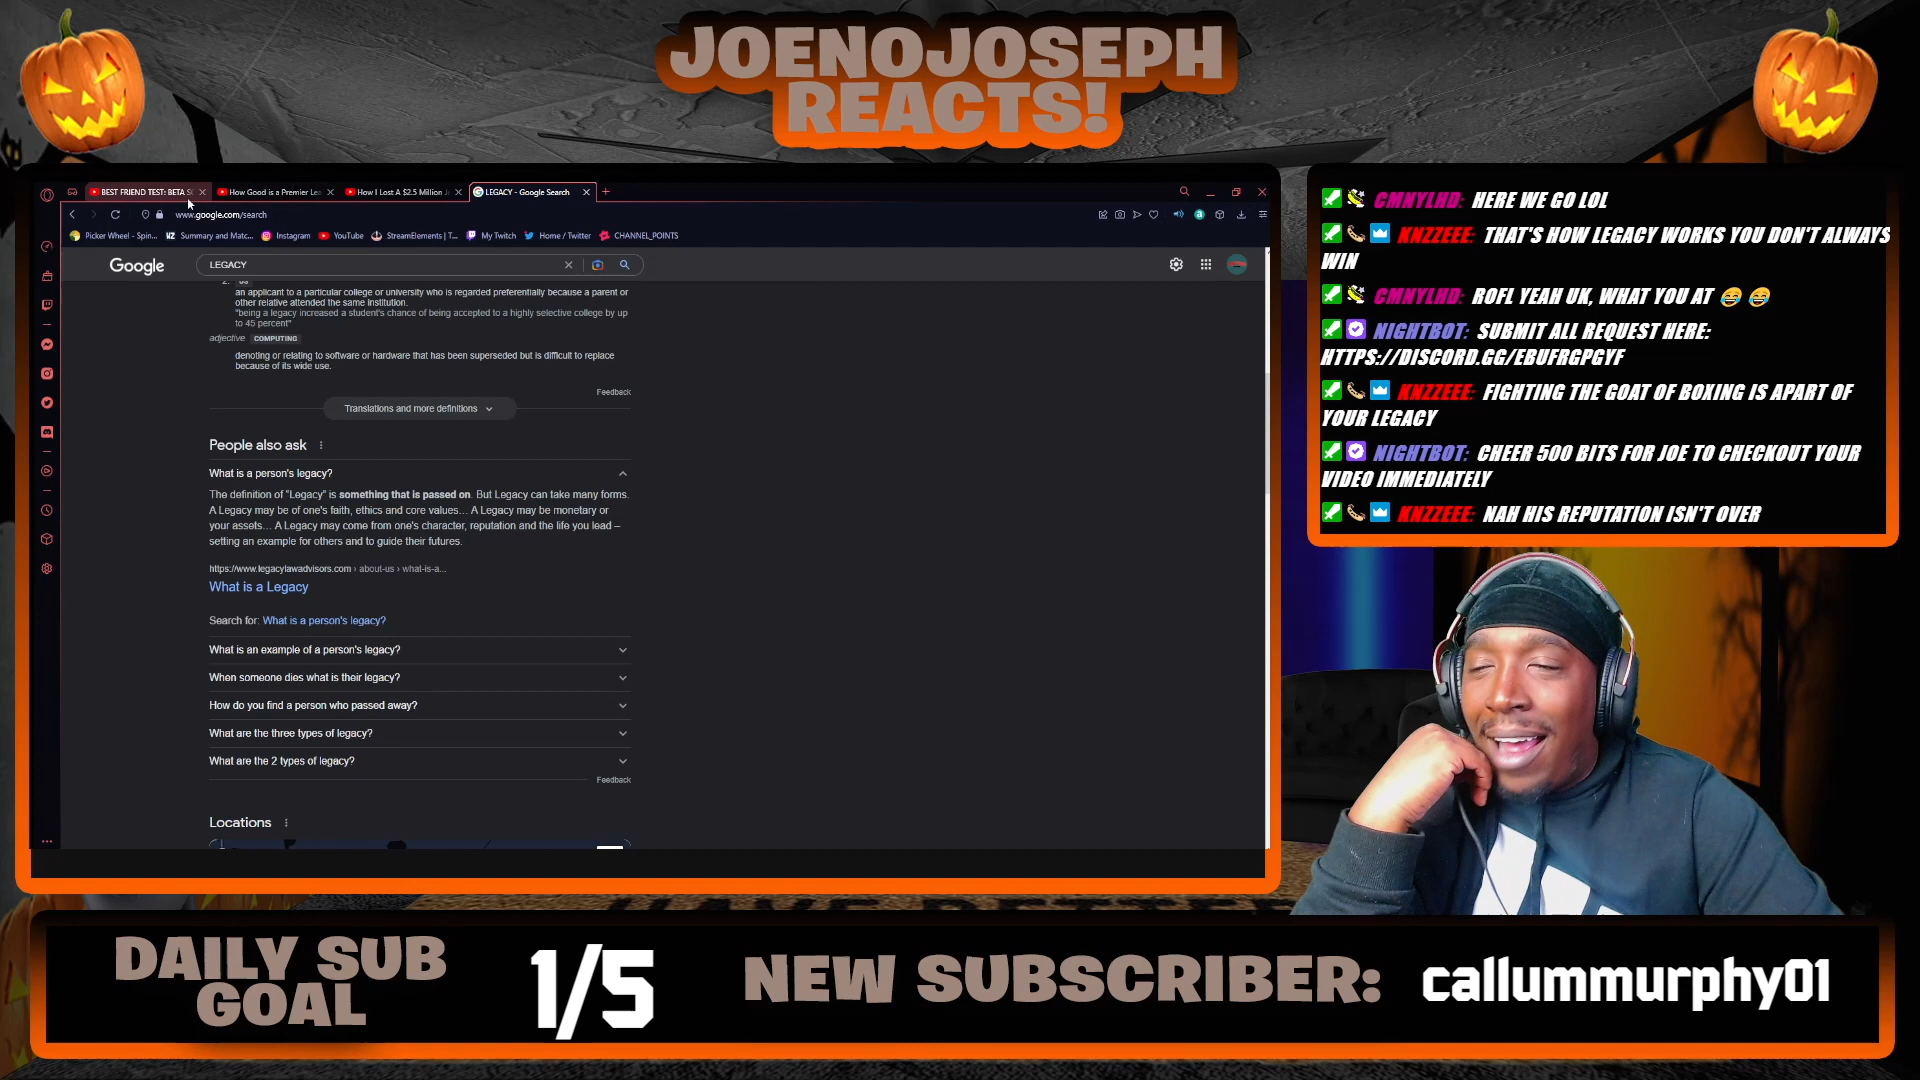 JOENOJOSEPH
REACTS!
BEST FRIEND TEST: BETA S
How Good is a Premier Lea
How I Lost A $2.5 Million J
LEGACY - Google Search
www.google.com/search
Picker Wheel - Spin...
Summary and Matc...
Instagram
YouTube
StreamElements | T...
My Twitch
Home / Twitter
CHANNEL_POINTS
Google
LEGACY
2. US
an applicant to a particular college or university who is regarded preferentially because a parent or
other relative attended the same institution.
"being a legacy increased a student's chance of being accepted to a highly selective college by up
to 45 percent"
adjective COMPUTING
denoting or relating to software or hardware that has been superseded but is difficult to replace
because of its wide use.
Feedback
Translations and more definitions
People also ask
What is a person's legacy?
The definition of "Legacy" is something that is passed on. But Legacy can take many forms.
A Legacy may be of one's faith, ethics and core values... A Legacy may be monetary or
your assets... A Legacy may come from one's character, reputation and the life you lead –
setting an example for others and to guide their futures.
https://www.legacylawadvisors.com › about-us › what-is-a...
What is a Legacy
Search for: What is a person's legacy?
What is an example of a person's legacy?
When someone dies what is their legacy?
How do you find a person who passed away?
What are the three types of legacy?
What are the 2 types of legacy?
Feedback
Locations
CMNYLHD: HERE WE GO LOL
KNZZEEE: THAT'S HOW LEGACY WORKS YOU DON'T ALWAYS
WIN
CMNYLHD: ROFL YEAH UK, WHAT YOU AT 😂 😂
NIGHTBOT: SUBMIT ALL REQUEST HERE:
HTTPS://DISCORD.GG/EBUFRGPGYF
KNZZEEE: FIGHTING THE GOAT OF BOXING IS APART OF
YOUR LEGACY
NIGHTBOT: CHEER 500 BITS FOR JOE TO CHECKOUT YOUR
VIDEO IMMEDIATELY
KNZZEEE: NAH HIS REPUTATION ISN'T OVER
DAILY SUB
GOAL
1/5
NEW SUBSCRIBER:
callummurphy01